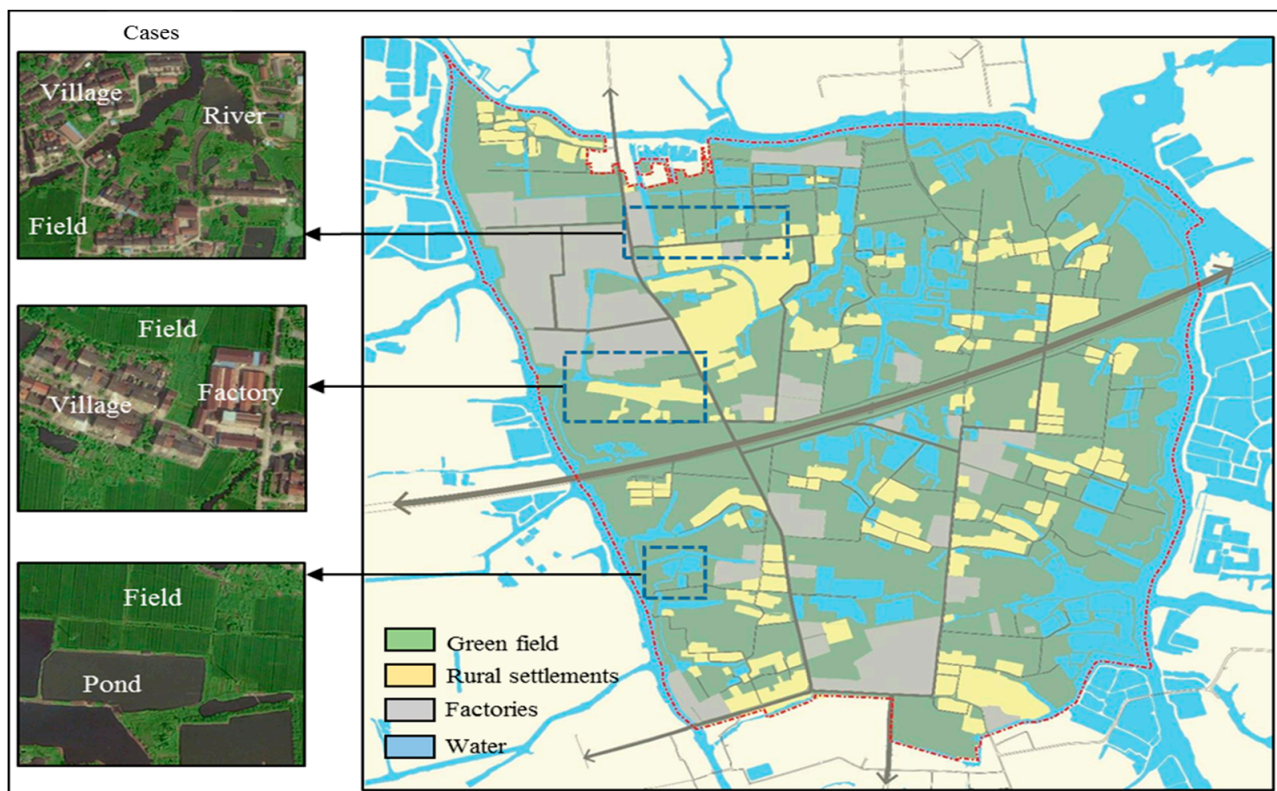 Cases
Village
River
Field
Field
Village
Factory
Field
Pond
Green field
Rural settlements
Factories
Water